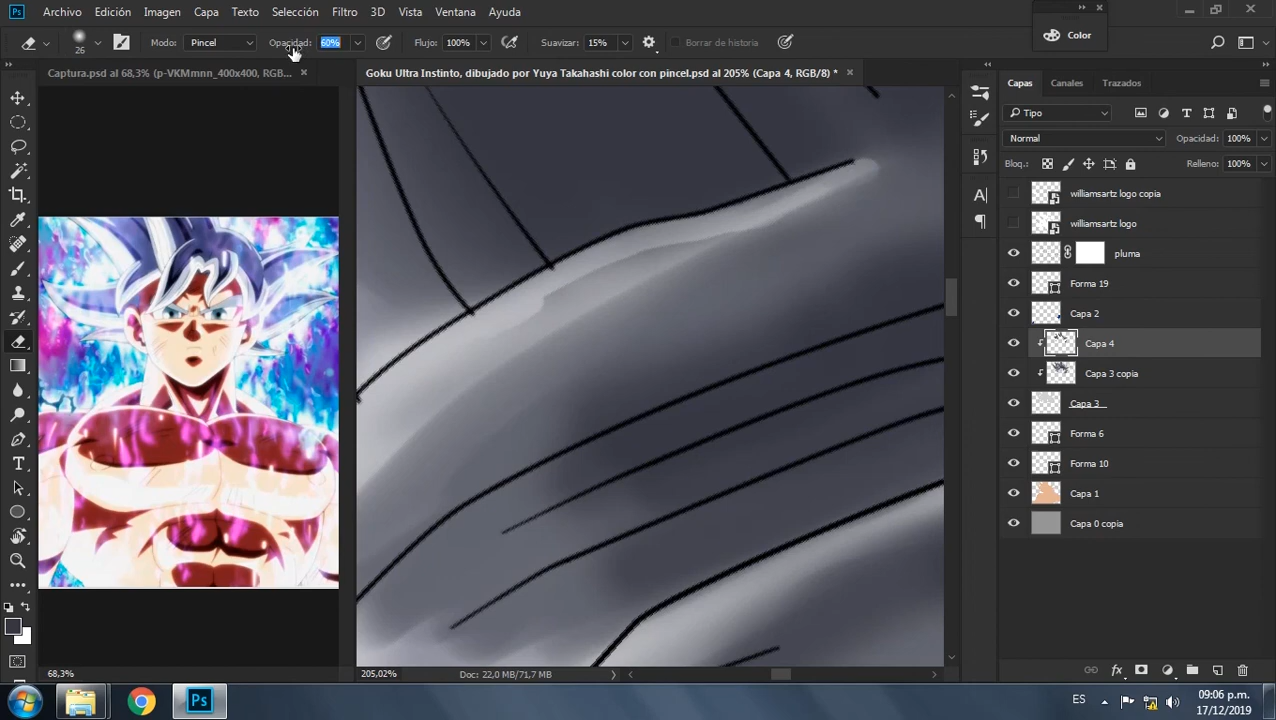 Ps Archivo Edición Imagen Capa Texto Selección Filtro 3D Vista Ventana Ayuda
26 Modo: Pincel Opacidad: 60% Flujo: 100% Suavizar: 15% Borrar de historia
Color
Captura.psd al 68,3% (p-VKMmnn_400x400, RGB...
Goku Ultra Instinto, dibujado por Yuya Takahashi color con pincel.psd al 205% (Capa 4, RGB/8) *
Capas Canales Trazados
Tipo
Normal Opacidad: 100%
Bloq.: Relleno: 100%
williamsartz logo copia
williamsartz logo
pluma
Forma 19
Capa 2
Capa 4
Capa 3 copia
Capa 3
Forma 6
Forma 10
Capa 1
Capa 0 copia
68,3%
205,02% Doc: 22,0 MB/71,7 MB
Ps
ES
09:06 p.m.
17/12/2019